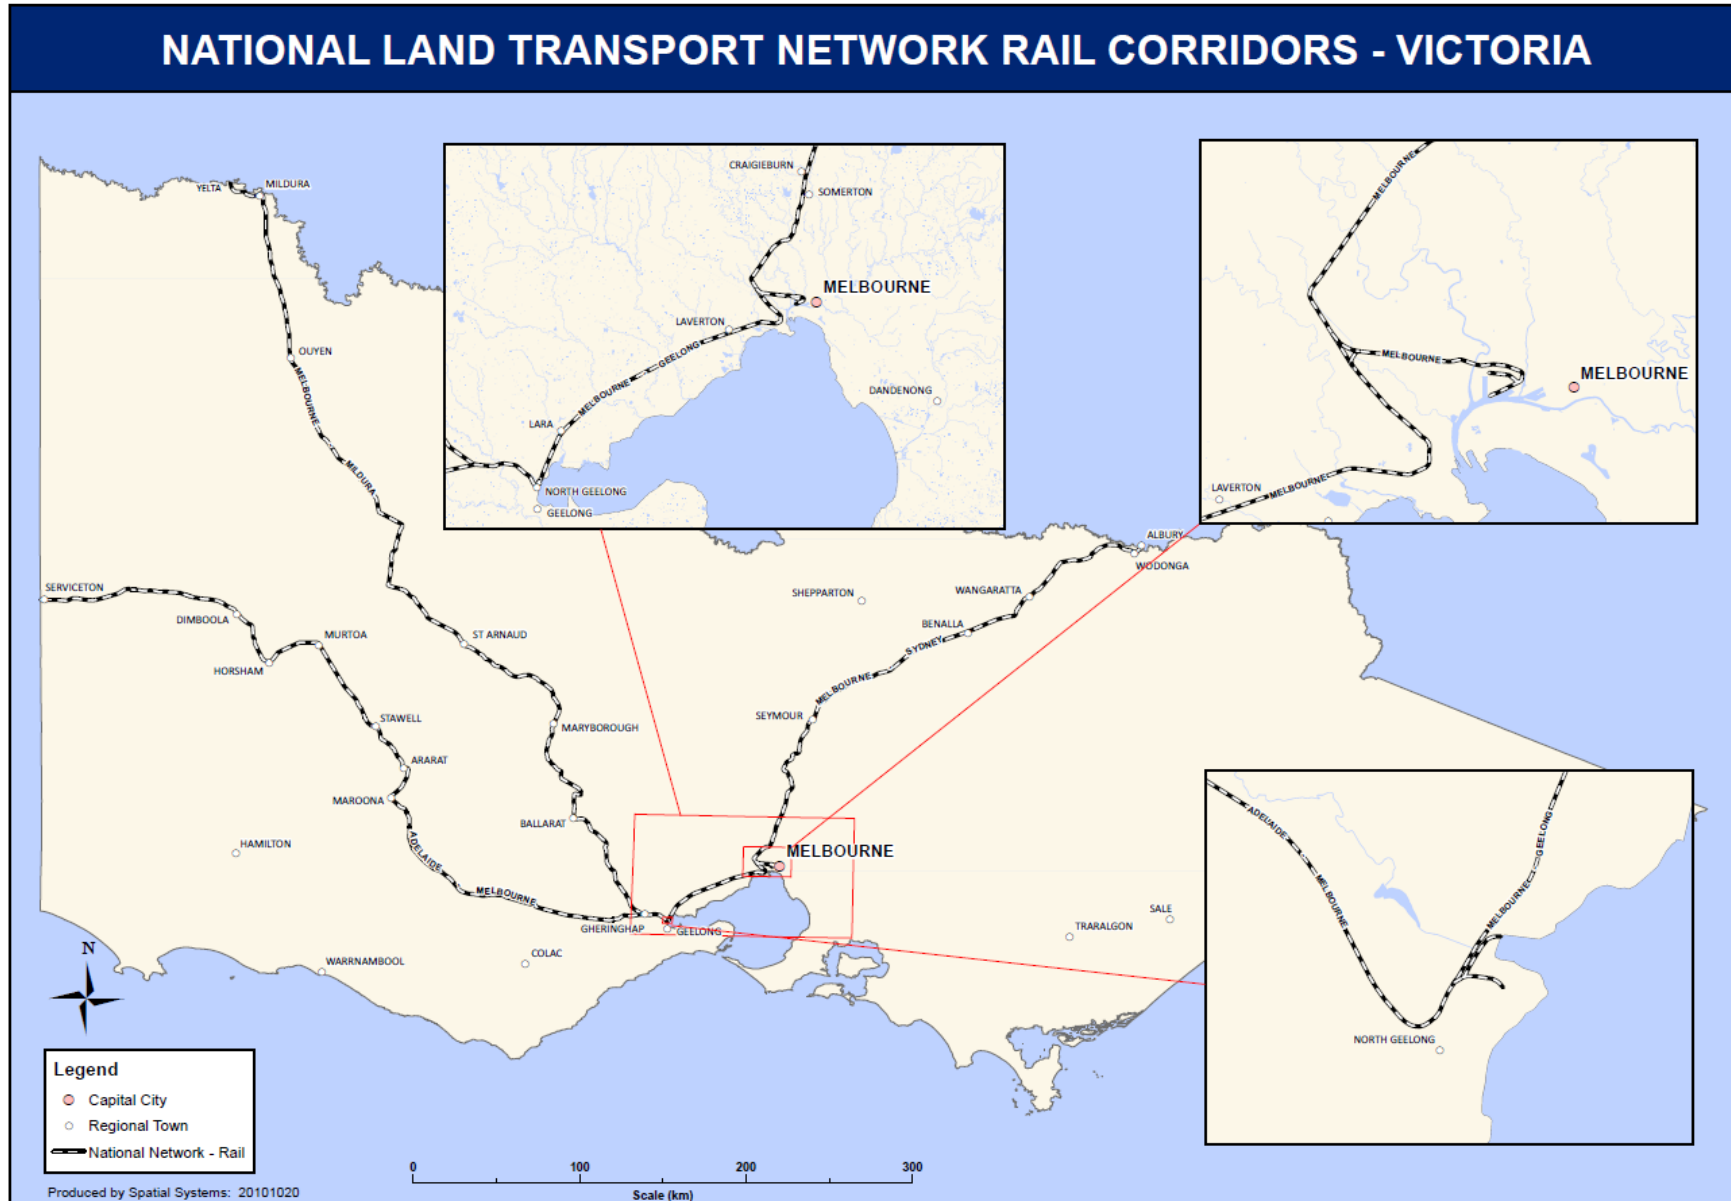 NATIONAL LAND TRANSPORT NETWORK RAIL CORRIDORS - VICTORIA
YELTA
MILDURA
OUYEN
MELBOURNE
MILDURA
CRAIGIEBURN
SOMERTON
MELBOURNE
LAVERTON
GEELONG
MELBOURNE
DANDENONG
LARA
NORTH GEELONG
GEELONG
MELBOURNE
MELBOURNE
MELBOURNE
LAVERTON
MELBOURNE
SERVICETON
DIMBOOLA
HORSHAM
MURTOA
ST ARNAUD
STAWELL
MARYBOROUGH
ARARAT
MAROONA
BALLARAT
HAMILTON
ADELAIDE
MELBOURNE
GHERINGHAP
GEELONG
WARRNAMBOOL
COLAC
ALBURY
WODONGA
WANGARATTA
SHEPPARTON
BENALLA
SYDNEY
MELBOURNE
SEYMOUR
MELBOURNE
SALE
TRARALGON
ADELAIDE
MELBOURNE
GEELONG
MELBOURNE
NORTH GEELONG
N
Legend
Capital City
Regional Town
National Network - Rail
0 100 200 300
Scale (km)
Produced by Spatial Systems: 20101020